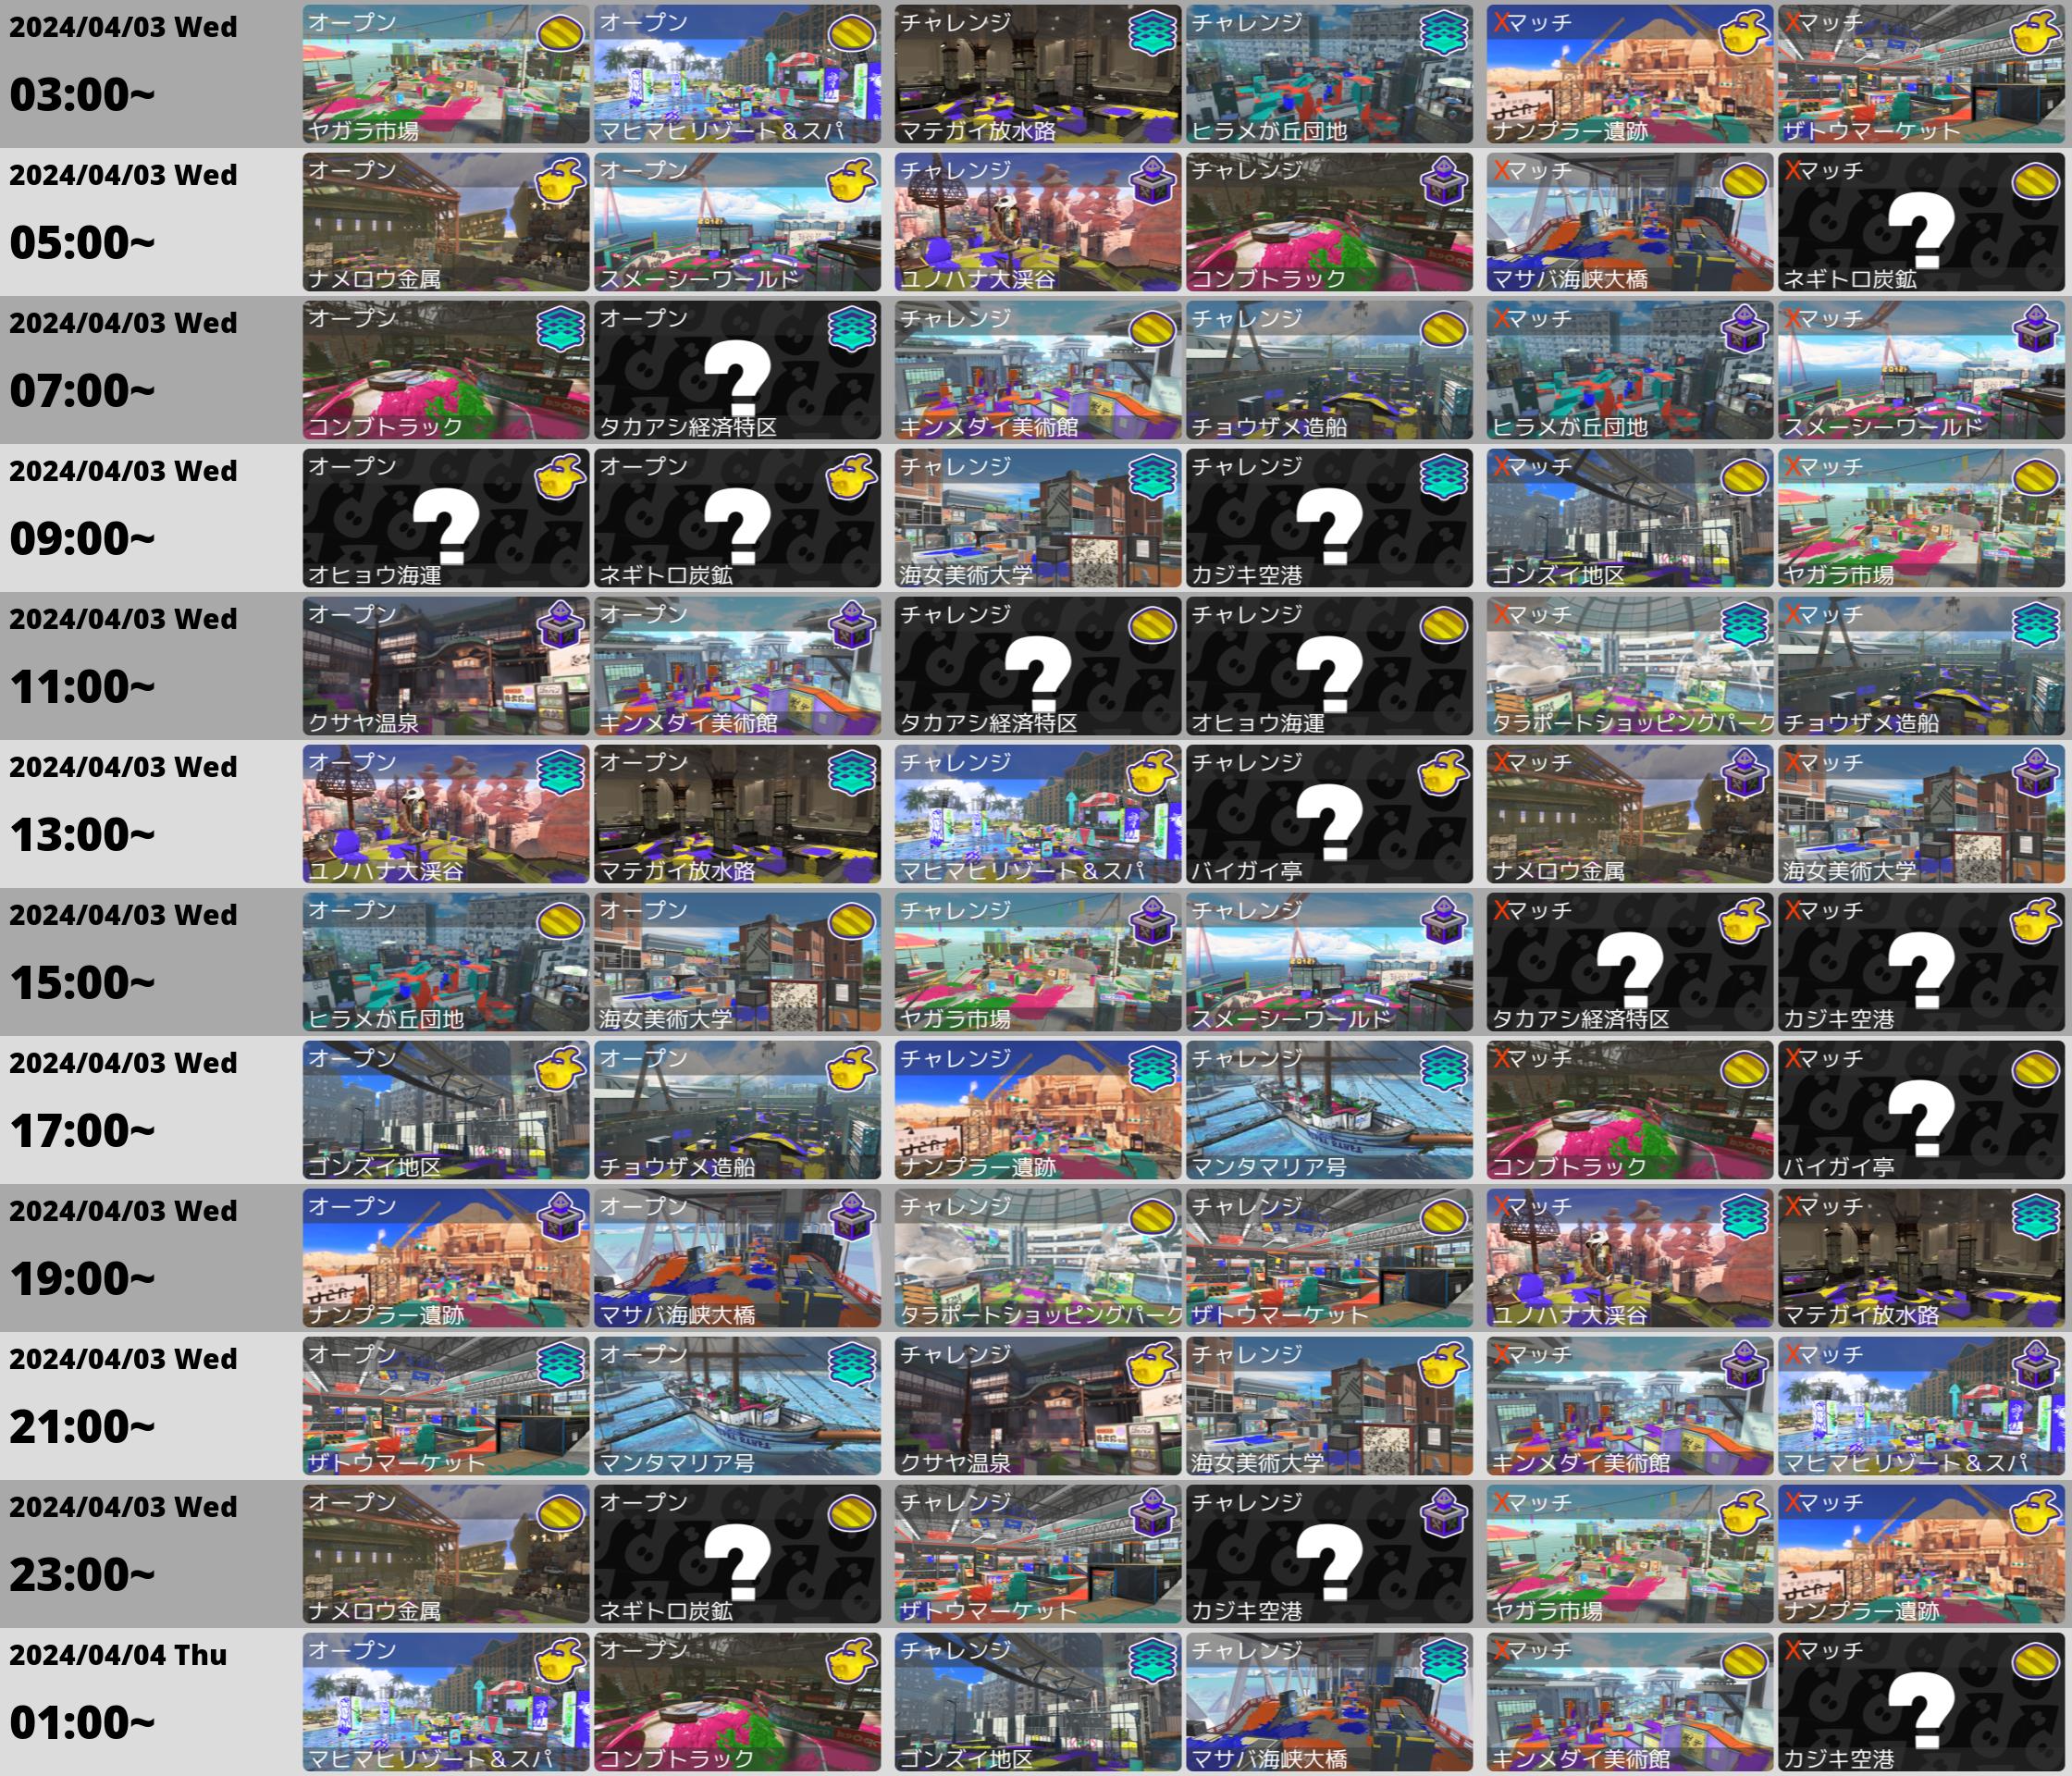 2024/04/03 Wed
03:00~
オープン オープン チャレンジ チャレンジ Xマッチ Xマッチ
ヤガラ市場 マヒマヒリゾート＆スパ マテガイ放水路 ヒラメが丘団地 ナンプラー遺跡 ザトウマーケット
2024/04/03 Wed
05:00~
オープン オープン チャレンジ チャレンジ Xマッチ Xマッチ
ナメロウ金属 スメーシーワールド ユノハナ大渓谷 コンブトラック マサバ海峡大橋 ネギトロ炭鉱
2024/04/03 Wed
07:00~
オープン オープン チャレンジ チャレンジ Xマッチ Xマッチ
コンブトラック タカアシ経済特区 キンメダイ美術館 チョウザメ造船 ヒラメが丘団地 スメーシーワールド
2024/04/03 Wed
09:00~
オープン オープン チャレンジ チャレンジ Xマッチ Xマッチ
オヒョウ海運 ネギトロ炭鉱 海女美術大学 カジキ空港 ゴンズイ地区 ヤガラ市場
2024/04/03 Wed
11:00~
オープン オープン チャレンジ チャレンジ Xマッチ Xマッチ
クサヤ温泉 キンメダイ美術館 タカアシ経済特区 オヒョウ海運 タラポートショッピングパーク チョウザメ造船
2024/04/03 Wed
13:00~
オープン オープン チャレンジ チャレンジ Xマッチ Xマッチ
ユノハナ大渓谷 マテガイ放水路 マヒマヒリゾート＆スパ バイガイ亭 ナメロウ金属 海女美術大学
2024/04/03 Wed
15:00~
オープン オープン チャレンジ チャレンジ Xマッチ Xマッチ
ヒラメが丘団地 海女美術大学 ヤガラ市場 スメーシーワールド タカアシ経済特区 カジキ空港
2024/04/03 Wed
17:00~
オープン オープン チャレンジ チャレンジ Xマッチ Xマッチ
ゴンズイ地区 チョウザメ造船 ナンプラー遺跡 マンタマリア号 コンブトラック バイガイ亭
2024/04/03 Wed
19:00~
オープン オープン チャレンジ チャレンジ Xマッチ Xマッチ
ナンプラー遺跡 マサバ海峡大橋 タラポートショッピングパーク ザトウマーケット ユノハナ大渓谷 マテガイ放水路
2024/04/03 Wed
21:00~
オープン オープン チャレンジ チャレンジ Xマッチ Xマッチ
ザトウマーケット マンタマリア号 クサヤ温泉 海女美術大学 キンメダイ美術館 マヒマヒリゾート＆スパ
2024/04/03 Wed
23:00~
オープン オープン チャレンジ チャレンジ Xマッチ Xマッチ
ナメロウ金属 ネギトロ炭鉱 ザトウマーケット カジキ空港 ヤガラ市場 ナンプラー遺跡
2024/04/04 Thu
01:00~
オープン オープン チャレンジ チャレンジ Xマッチ Xマッチ
マヒマヒリゾート＆スパ コンブトラック ゴンズイ地区 マサバ海峡大橋 キンメダイ美術館 カジキ空港